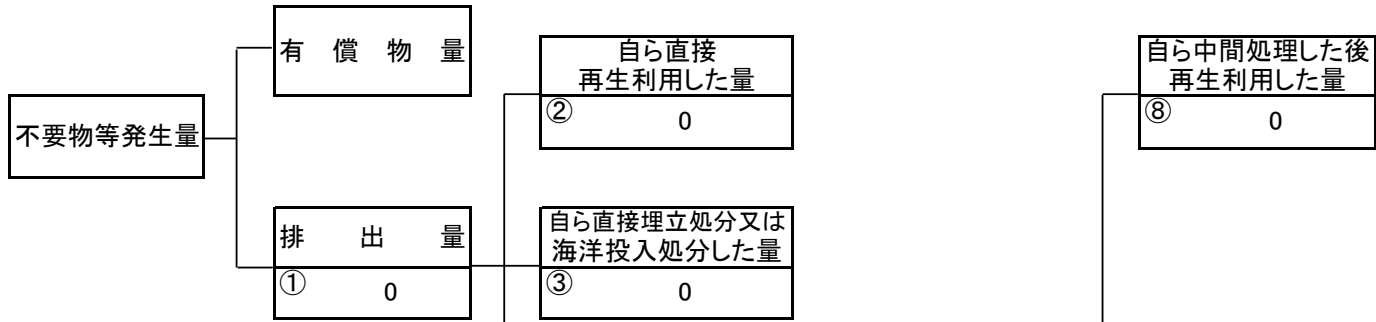 有償物量
自ら直接
再生利用した量
② 0
自ら中間処理した後
再生利用した量
⑧ 0
不要物等発生量
排出量
① 0
自ら直接埋立処分又は
海洋投入処分した量
③ 0